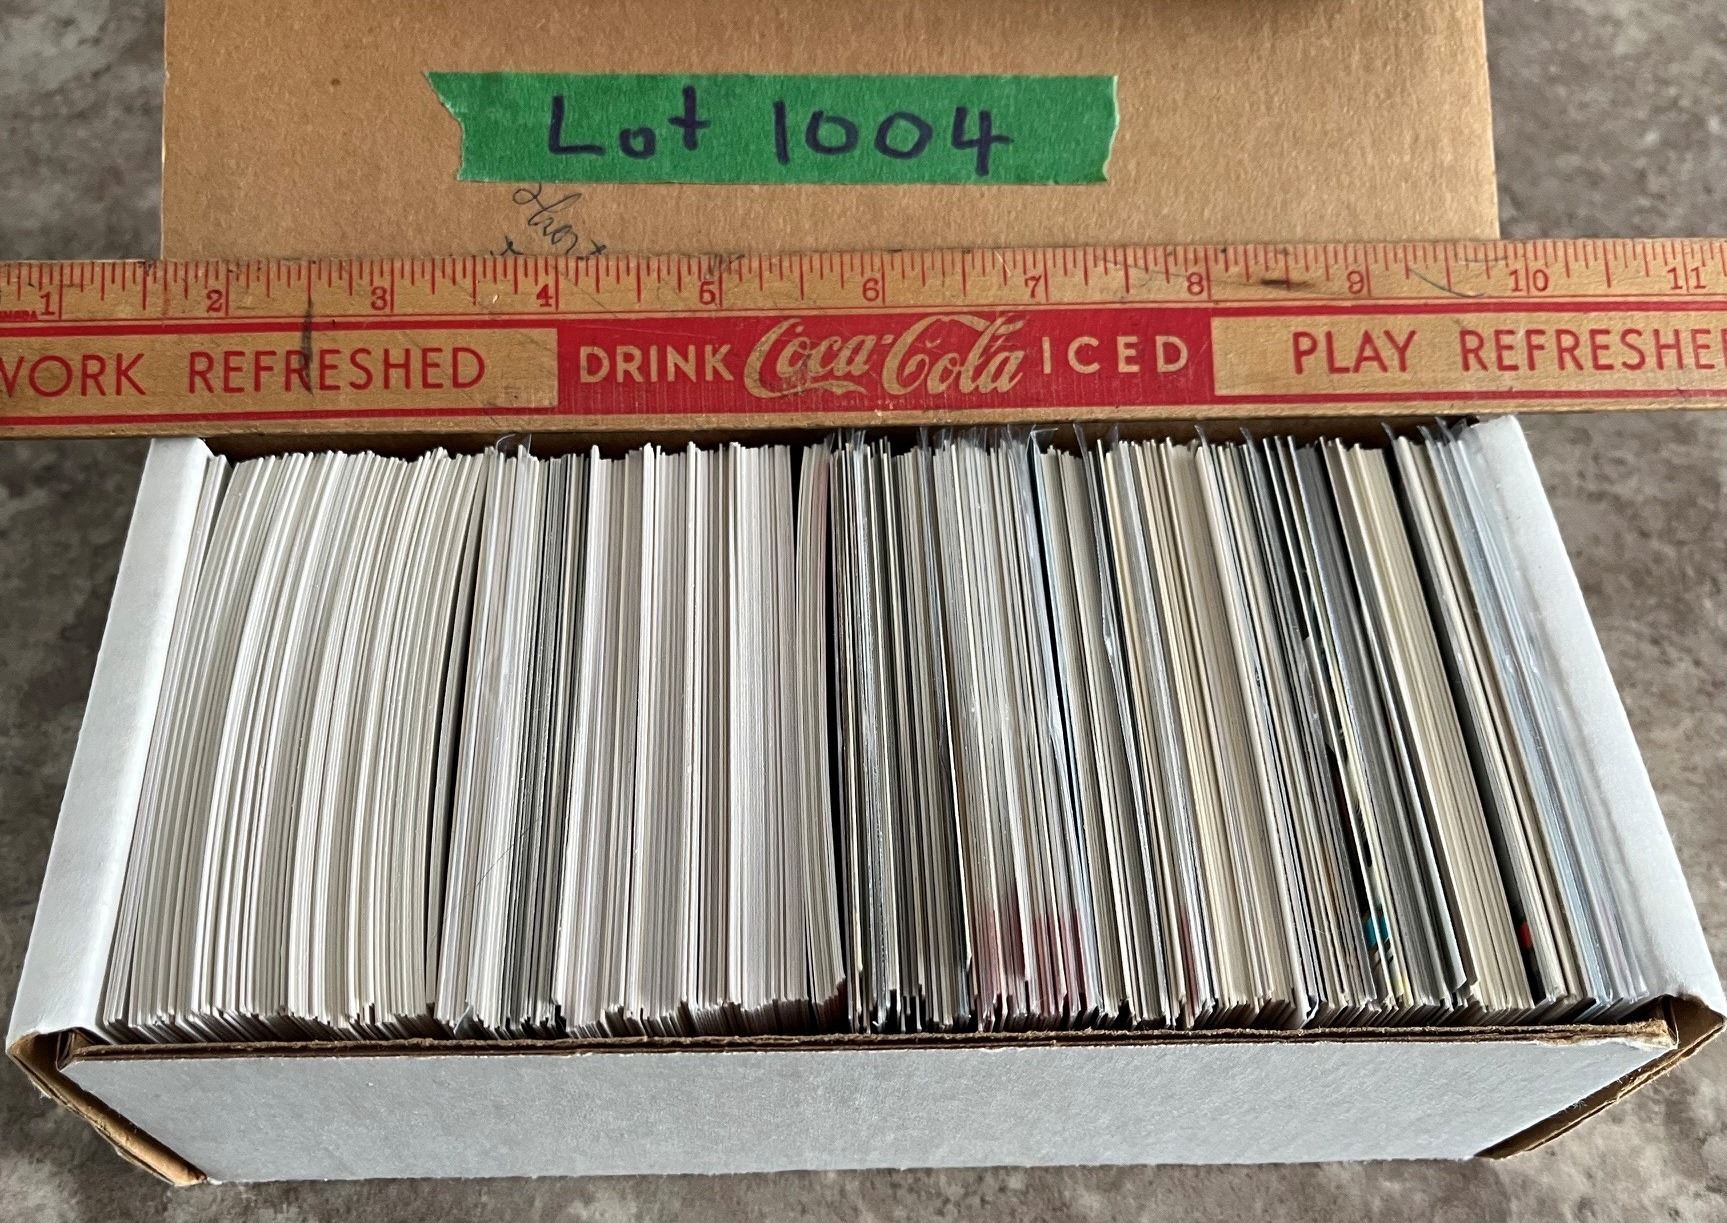 Lot 1004
1 2 3 4 5 6 7 8 9 10 11
WORK REFRESHED DRINK Coca-Cola ICED PLAY REFRESHED